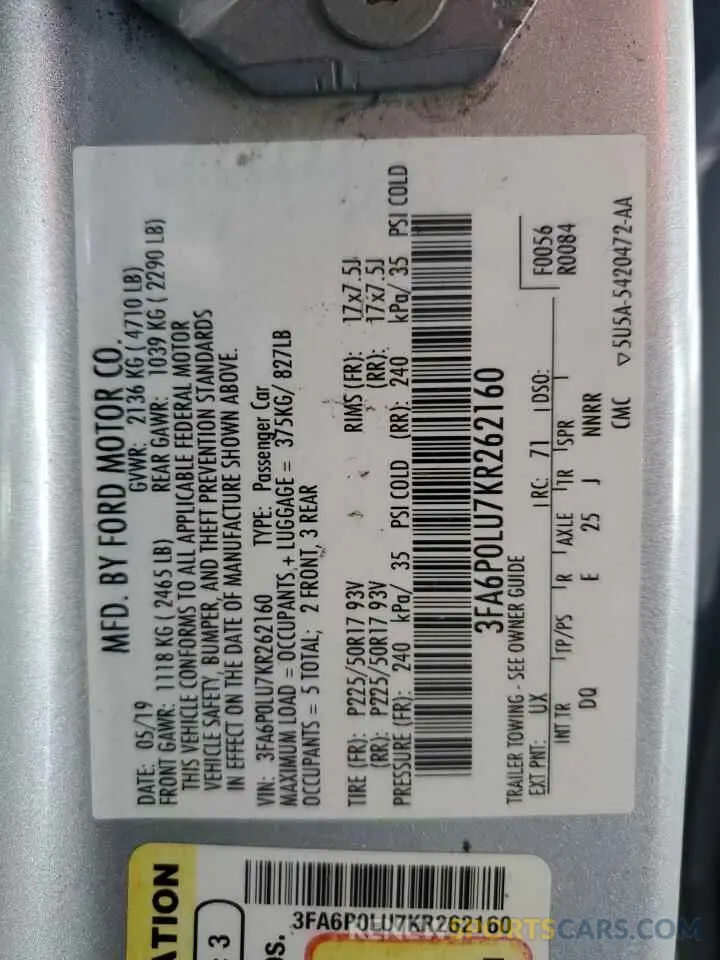 MFD. BY FORD MOTOR CO.
DATE: 05/19 GVWR: 2136 KG ( 4710 LB)
FRONT GAWR: 1118 KG ( 2465 LB) REAR GAWR: 1039 KG ( 2290 LB)
THIS VEHICLE CONFORMS TO ALL APPLICABLE FEDERAL MOTOR
VEHICLE SAFETY, BUMPER, AND THEFT PREVENTION STANDARDS
IN EFFECT ON THE DATE OF MANUFACTURE SHOWN ABOVE.
VIN: 3FA6P0LU7KR262160 TYPE: Passenger Car
MAXIMUM LOAD = OCCUPANTS + LUGGAGE = 375KG/ 827LB
OCCUPANTS = 5 TOTAL; 2 FRONT, 3 REAR
TIRE (FR): P225/50R17 93V RIMS (FR): 17x7.5J
(RR): P225/50R17 93V (RR): 17x7.5J
PRESSURE (FR): 240 kPa/ 35 PSI COLD (RR): 240 kPa/ 35 PSI COLD
3FA6P0LU7KR262160
TRAILER TOWING - SEE OWNER GUIDE F0056
EXT PNT: UX RC: 71 DSO: R0084
INT TR TP/PS R AXLE TR SPR
DQ E 25 J NNRR
CMC ▽5U5A-5420472-AA
3FA6P0LU7KR262160
ATION
: 3
os.
RENEWSPORTSCARS.COM